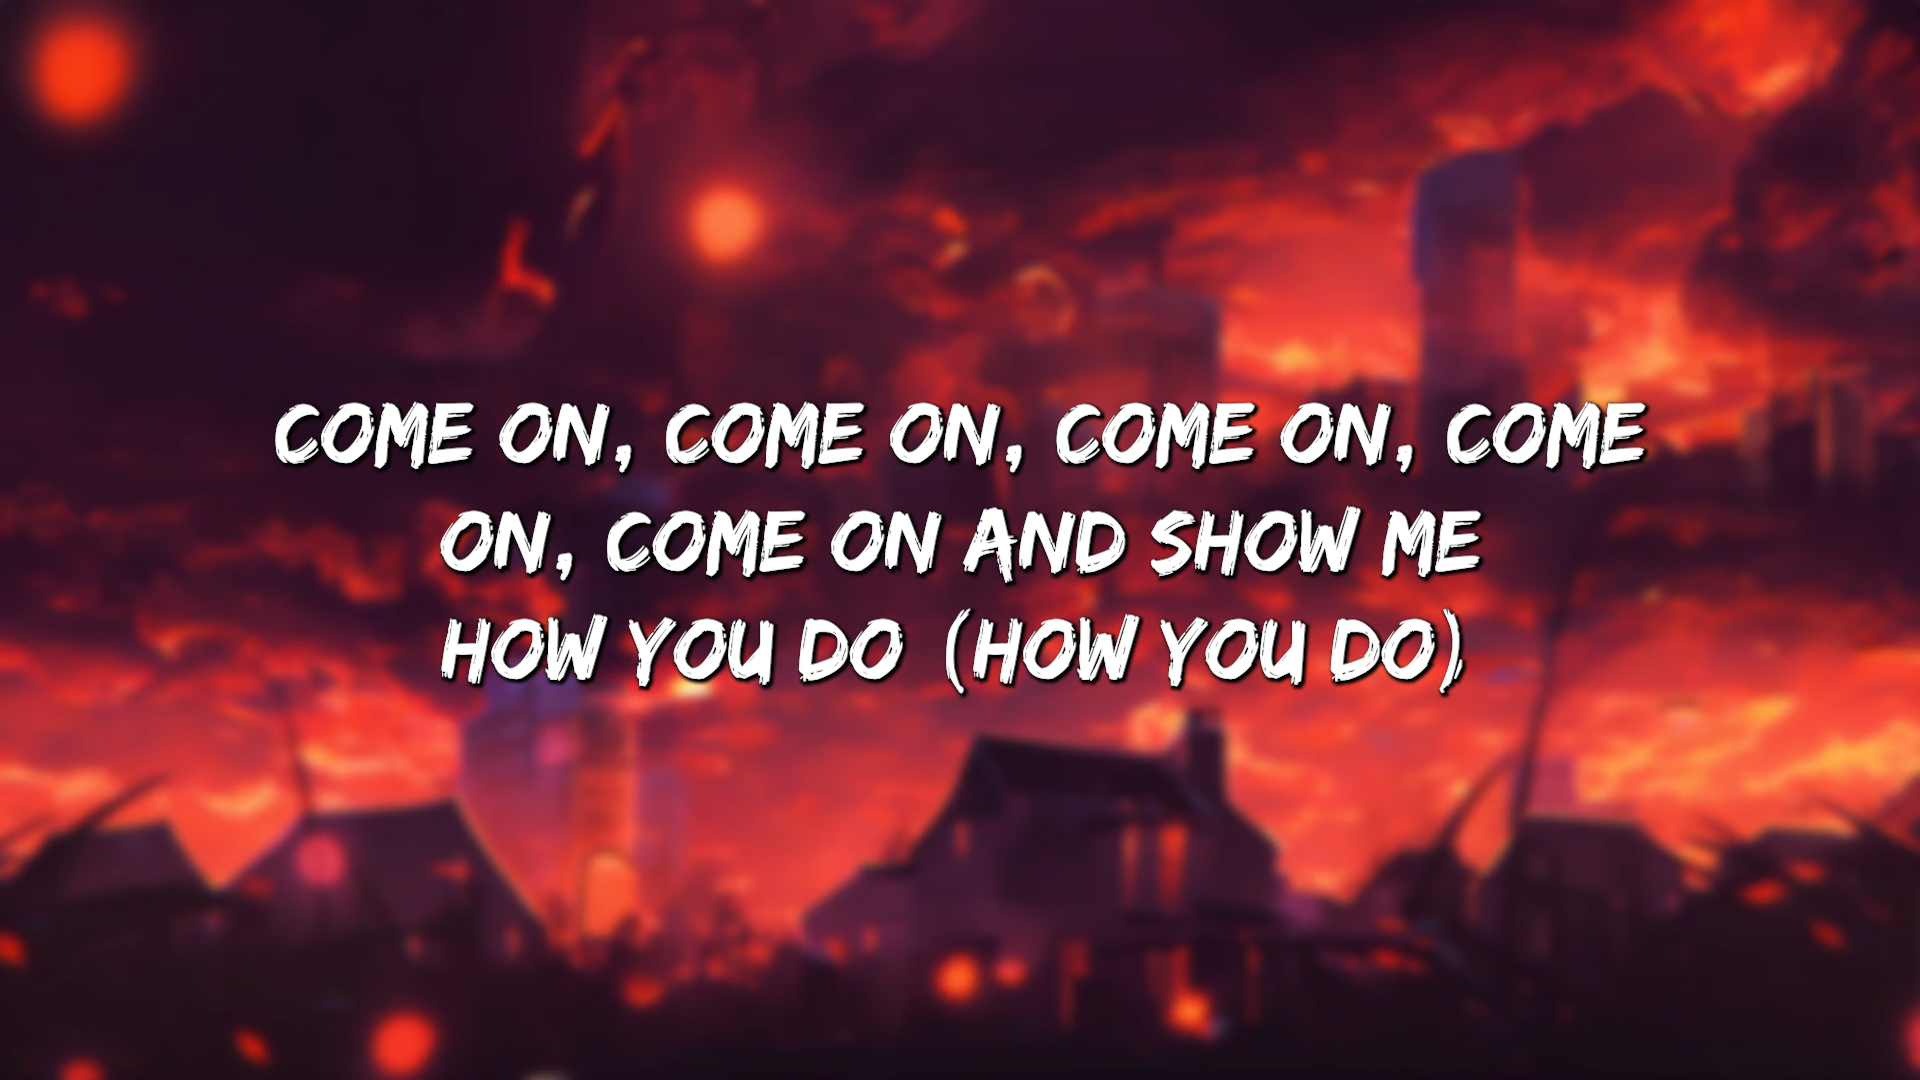 COME ON, COME ON, COME ON, COME
ON, COME ON AND SHOW ME
HOW YOU DO (HOW YOU DO)